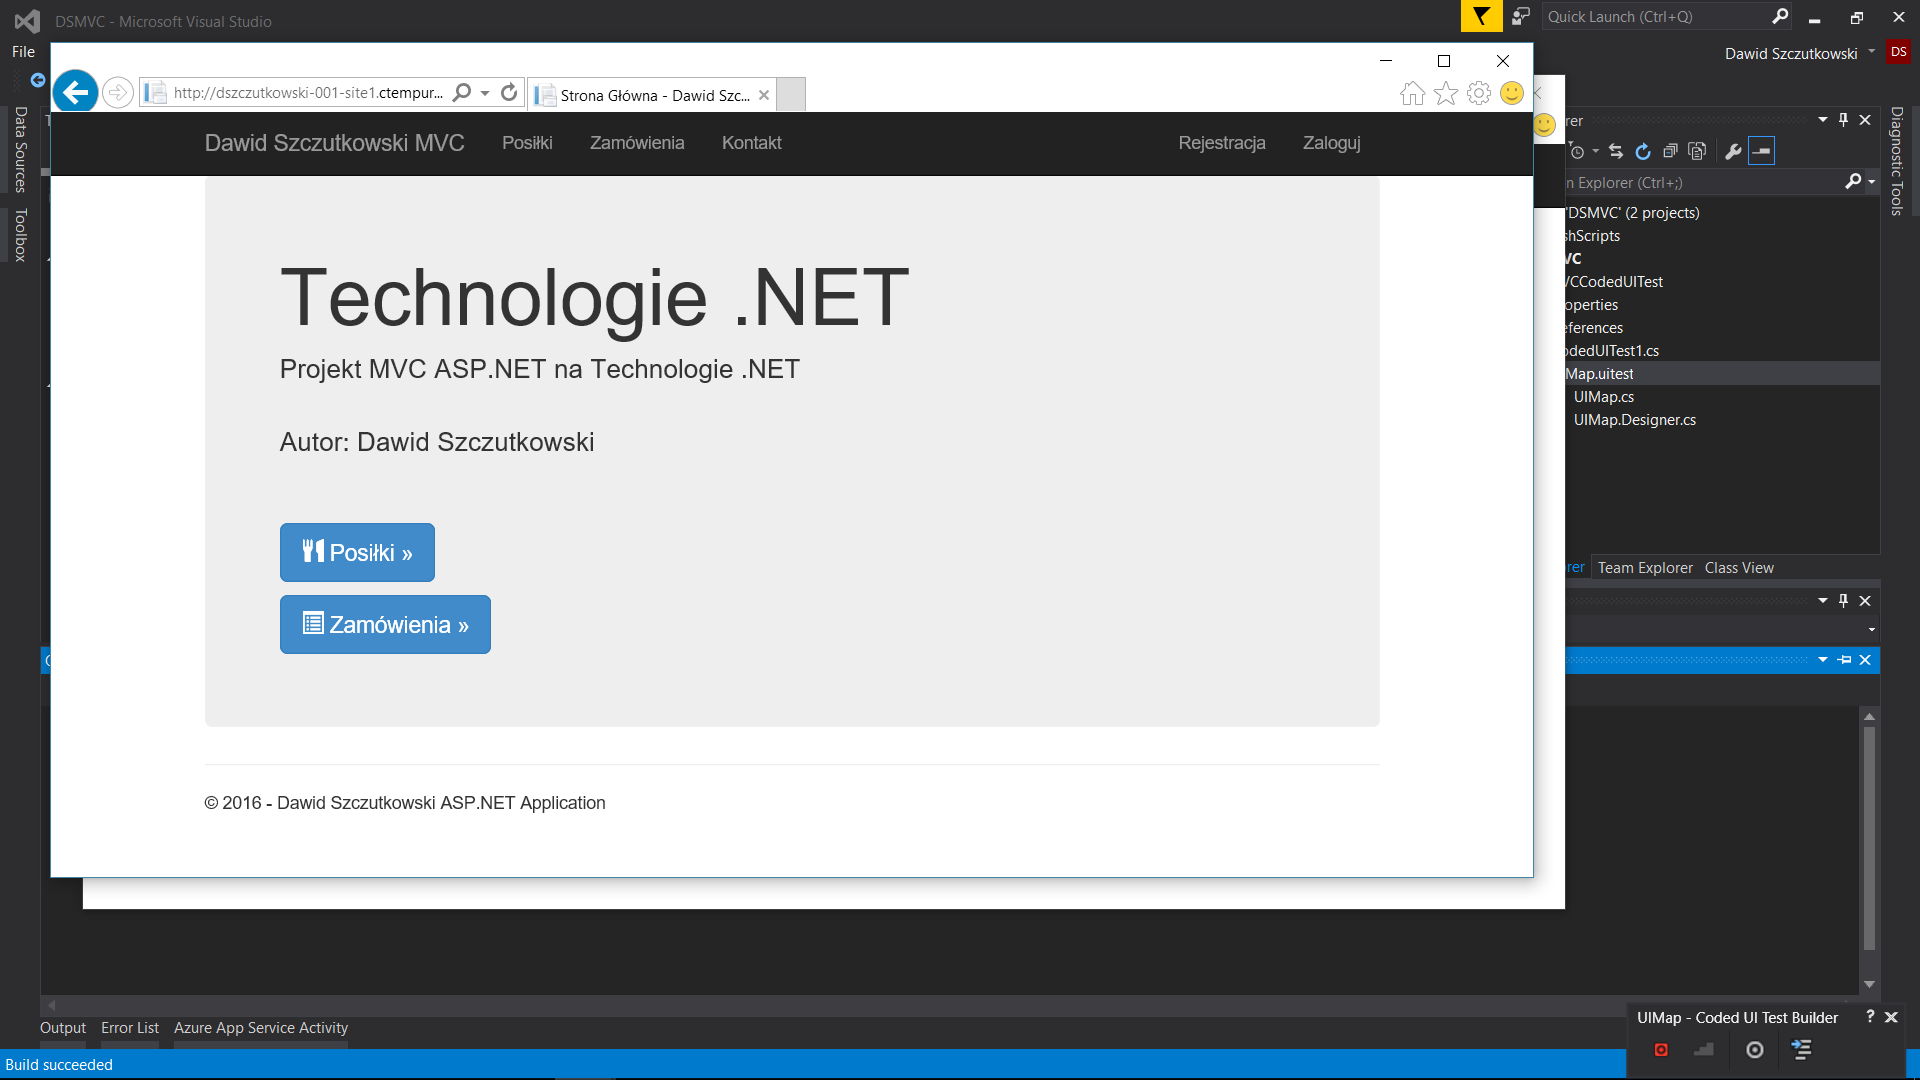 DSMVC - Microsoft Visual Studio
Quick Launch (Ctrl+Q)
File
Dawid Szczutkowski
DS
http://dszczutkowski-001-site1.ctempur...
Strona Główna - Dawid Szc...
Dawid Szczutkowski MVC
Posiłki
Zamówienia
Kontakt
Rejestracja
Zaloguj
Data Sources
Toolbox
Diagnostic Tools
Technologie .NET
Projekt MVC ASP.NET na Technologie .NET
Autor: Dawid Szczutkowski
Posiłki »
Zamówienia »
© 2016 - Dawid Szczutkowski ASP.NET Application
rer
n Explorer (Ctrl+;)
'DSMVC' (2 projects)
shScripts
VC
VCCodedUITest
operties
eferences
odedUITest1.cs
Map.uitest
UIMap.cs
UIMap.Designer.cs
rer
Team Explorer
Class View
Output
Error List
Azure App Service Activity
UIMap - Coded UI Test Builder
Build succeeded